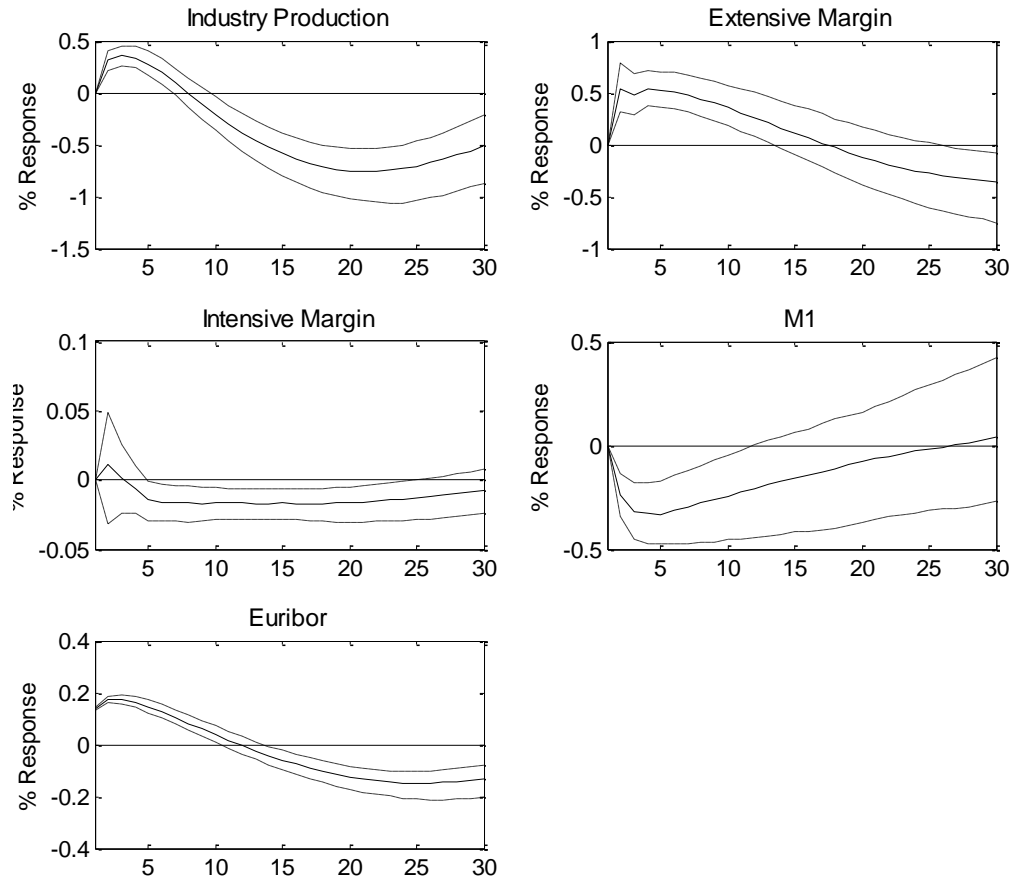 Industry Production
% Response
0.5
0
-0.5
-1
-1.5
5 10 15 20 25 30
Extensive Margin
% Response
1
0.5
0
-0.5
-1
5 10 15 20 25 30
Intensive Margin
% Response
0.1
0.05
0
-0.05
5 10 15 20 25 30
M1
% Response
0.5
0
-0.5
5 10 15 20 25 30
Euribor
% Response
0.4
0.2
0
-0.2
-0.4
5 10 15 20 25 30